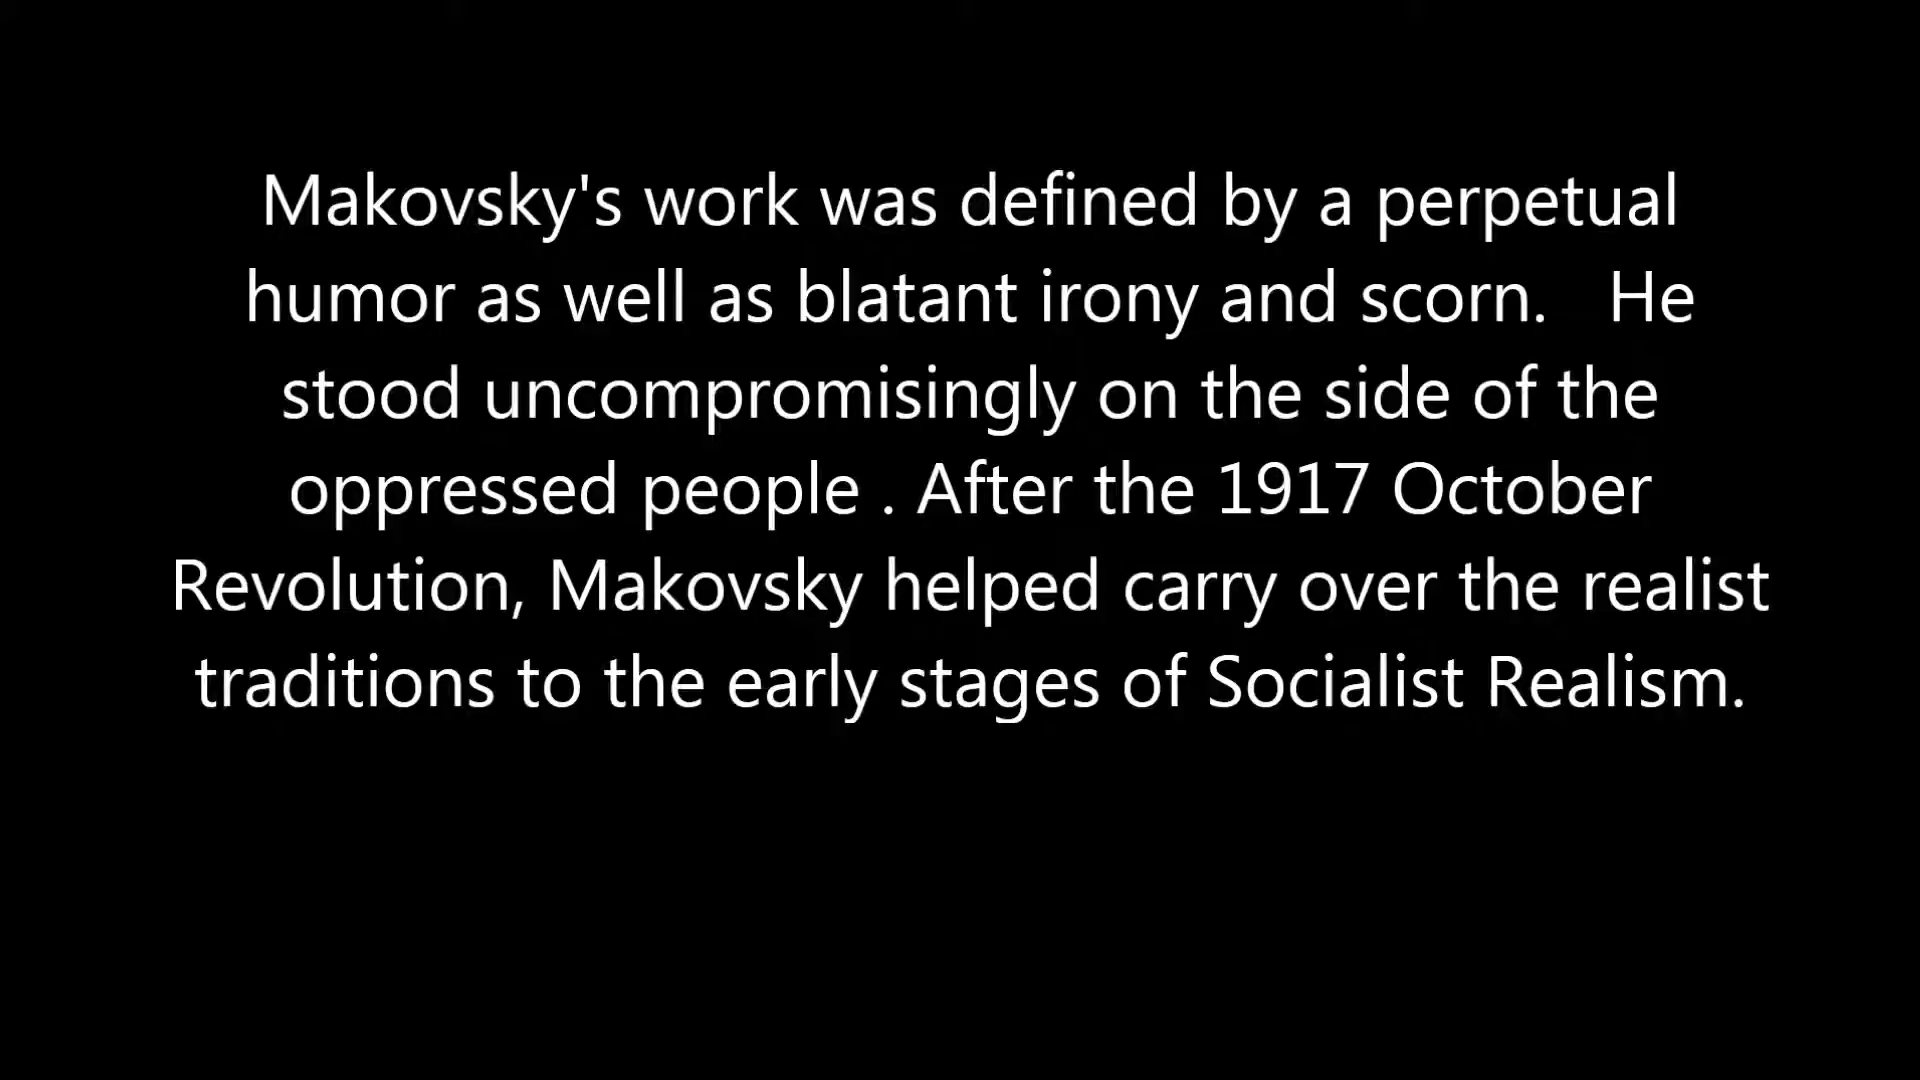 Makovsky's work was defined by a perpetual
humor as well as blatant irony and scorn.   He
stood uncompromisingly on the side of the
oppressed people . After the 1917 October
Revolution, Makovsky helped carry over the realist
traditions to the early stages of Socialist Realism.